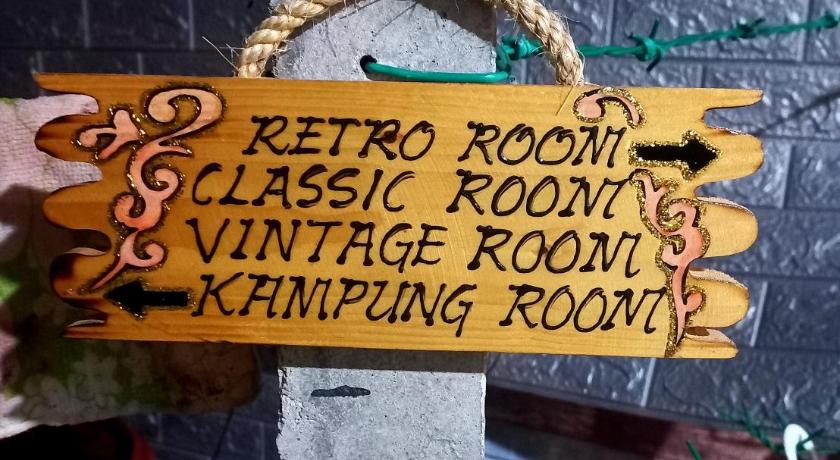 RETRO ROOM
CLASSIC ROOM
VINTAGE ROOM
KAMPUNG ROOM